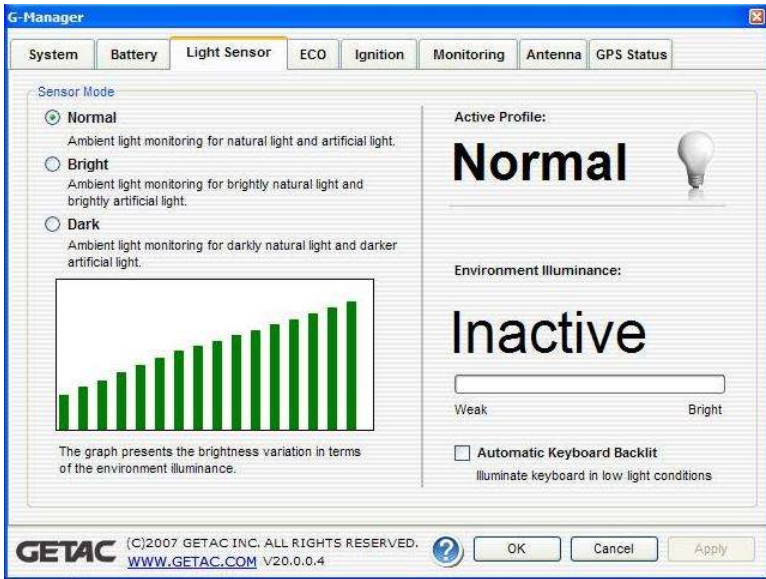 G-Manager
System
Battery
Light Sensor
ECO
Ignition
Monitoring
Antenna
GPS Status
Sensor Mode
Normal
Ambient light monitoring for natural light and artificial light.
Bright
Ambient light monitoring for brightly natural light and
brightly artificial light.
Dark
Ambient light monitoring for darkly natural light and darker
artificial light.
The graph presents the brightness variation in terms
of the environment illuminance.
Active Profile:
Normal
Environment Illuminance:
Inactive
Weak
Bright
Automatic Keyboard Backlit
Illuminate keyboard in low light conditions
GETAC
(C)2007 GETAC INC. ALL RIGHTS RESERVED.
WWW.GETAC.COM V20.0.0.4
?
OK
Cancel
Apply